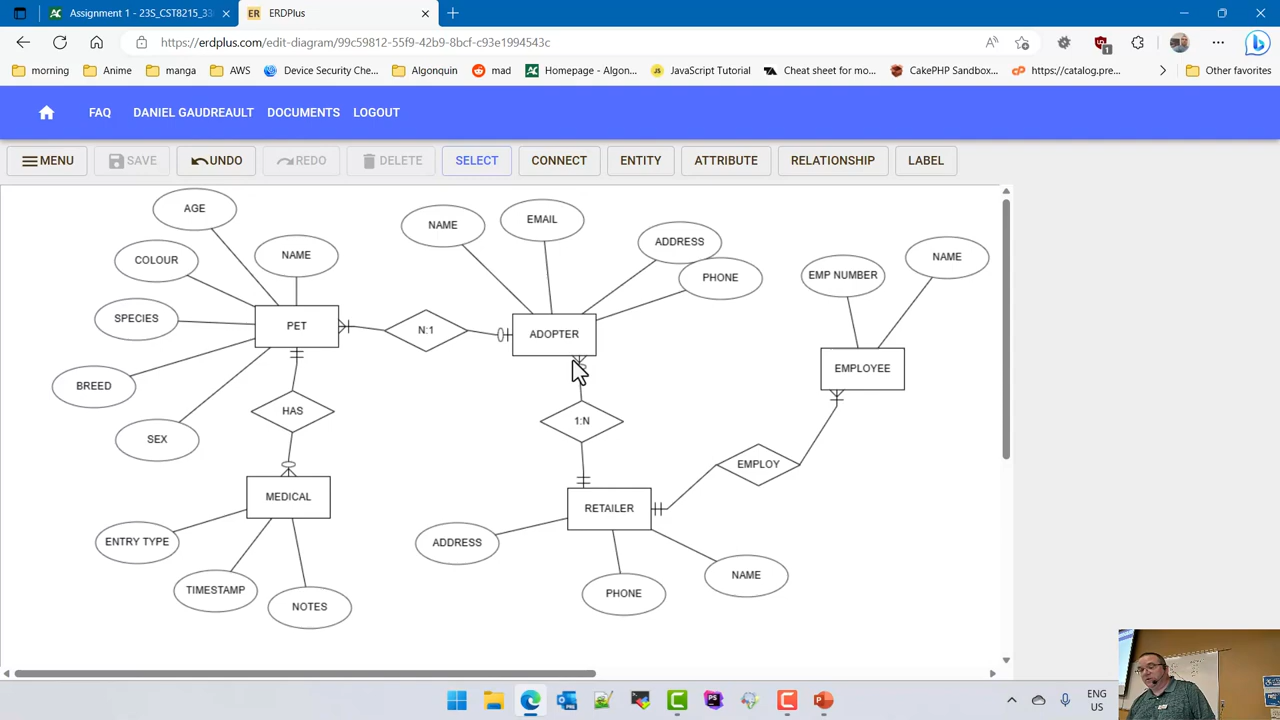 Assignment 1 - 23S_CST8215_33
ERDPlus
https://erdplus.com/edit-diagram/99c59812-55f9-42b9-8bcf-c93e1994543c
morning
Anime
manga
AWS
Device Security Che...
Algonquin
mad
Homepage - Algon...
JavaScript Tutorial
Cheat sheet for mo...
CakePHP Sandbox...
https://catalog.pre...
Other favorites
FAQ
DANIEL GAUDREAULT
DOCUMENTS
LOGOUT
MENU
SAVE
UNDO
REDO
DELETE
SELECT
CONNECT
ENTITY
ATTRIBUTE
RELATIONSHIP
LABEL
AGE
NAME
EMAIL
ADDRESS
COLOUR
NAME
PHONE
EMP NUMBER
NAME
SPECIES
PET
N:1
ADOPTER
BREED
EMPLOYEE
SEX
HAS
1:N
EMPLOY
MEDICAL
RETAILER
ENTRY TYPE
ADDRESS
TIMESTAMP
NOTES
PHONE
NAME
ENG
US